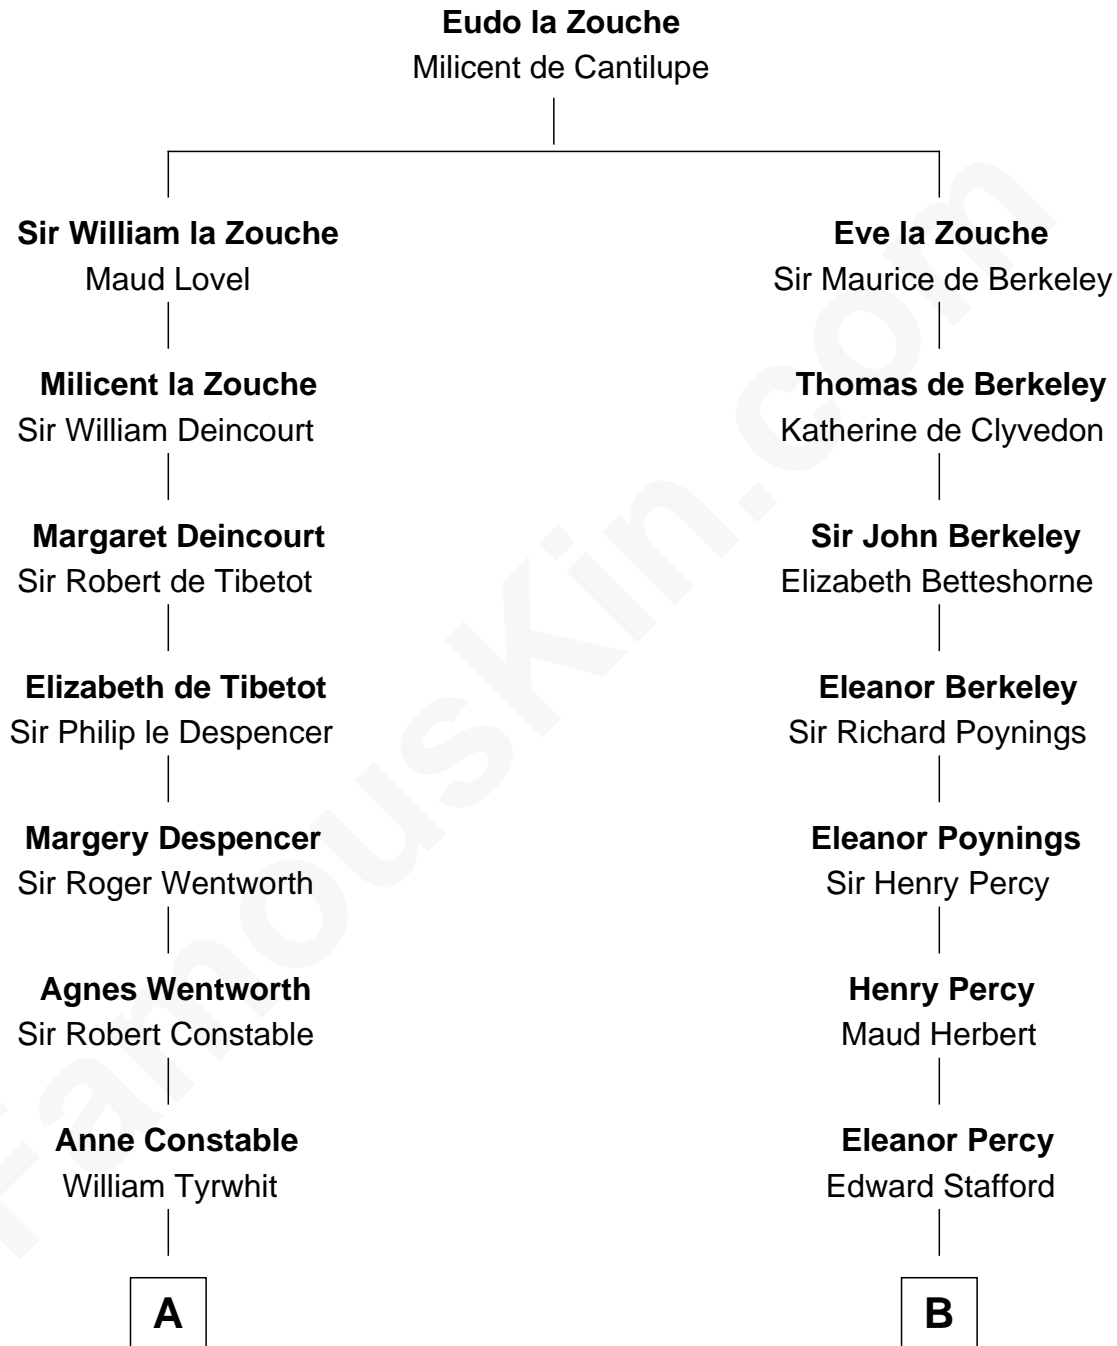 Eudo la Zouche
Milicent de Cantilupe
Sir William la Zouche
Maud Lovel
Milicent la Zouche
Sir William Deincourt
Margaret Deincourt
Sir Robert de Tibetot
Elizabeth de Tibetot
Sir Philip le Despencer
Margery Despencer
Sir Roger Wentworth
Agnes Wentworth
Sir Robert Constable
Anne Constable
William Tyrwhit
A
Eve la Zouche
Sir Maurice de Berkeley
Thomas de Berkeley
Katherine de Clyvedon
Sir John Berkeley
Elizabeth Betteshorne
Eleanor Berkeley
Sir Richard Poynings
Eleanor Poynings
Sir Henry Percy
Henry Percy
Maud Herbert
Eleanor Percy
Edward Stafford
B
FamousKin.com